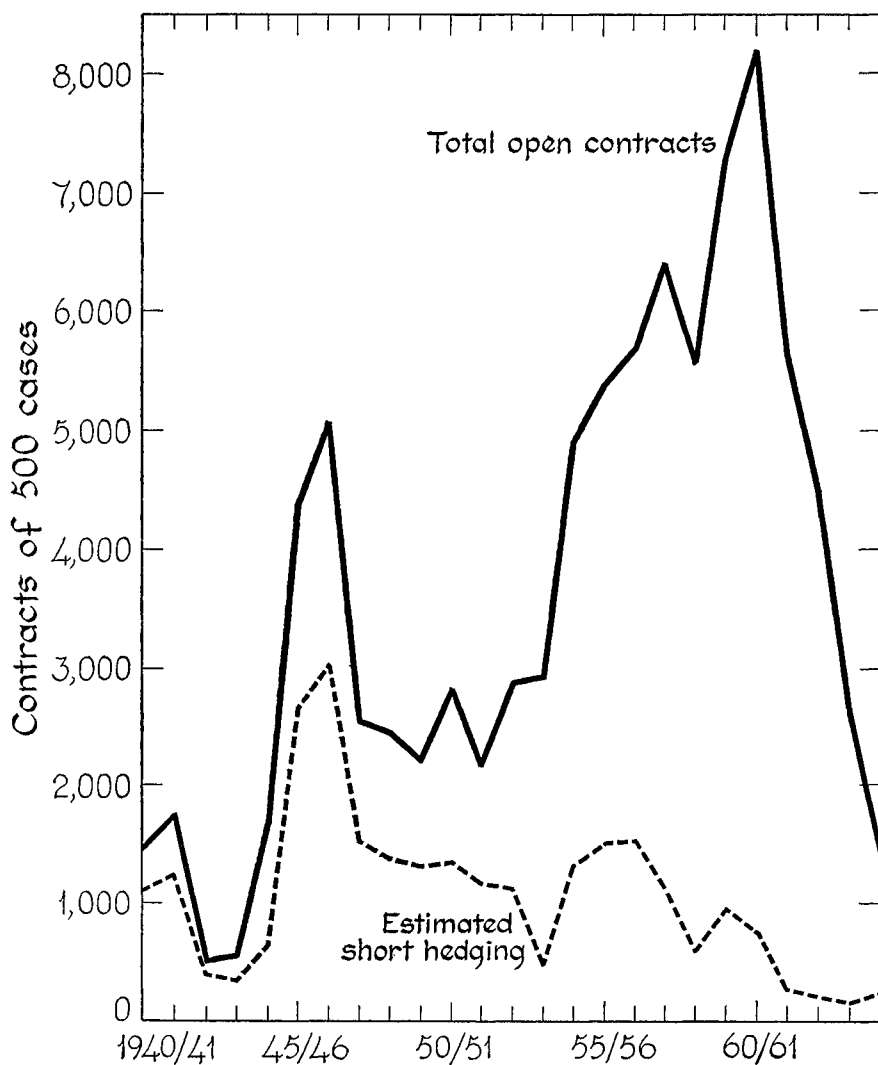 8,000
7,000
6,000
5,000
4,000
3,000
2,000
1,000
0
Contracts of 500 cases
Total open contracts
Estimated
short hedging
1940/41 45/46 50/51 55/56 60/61